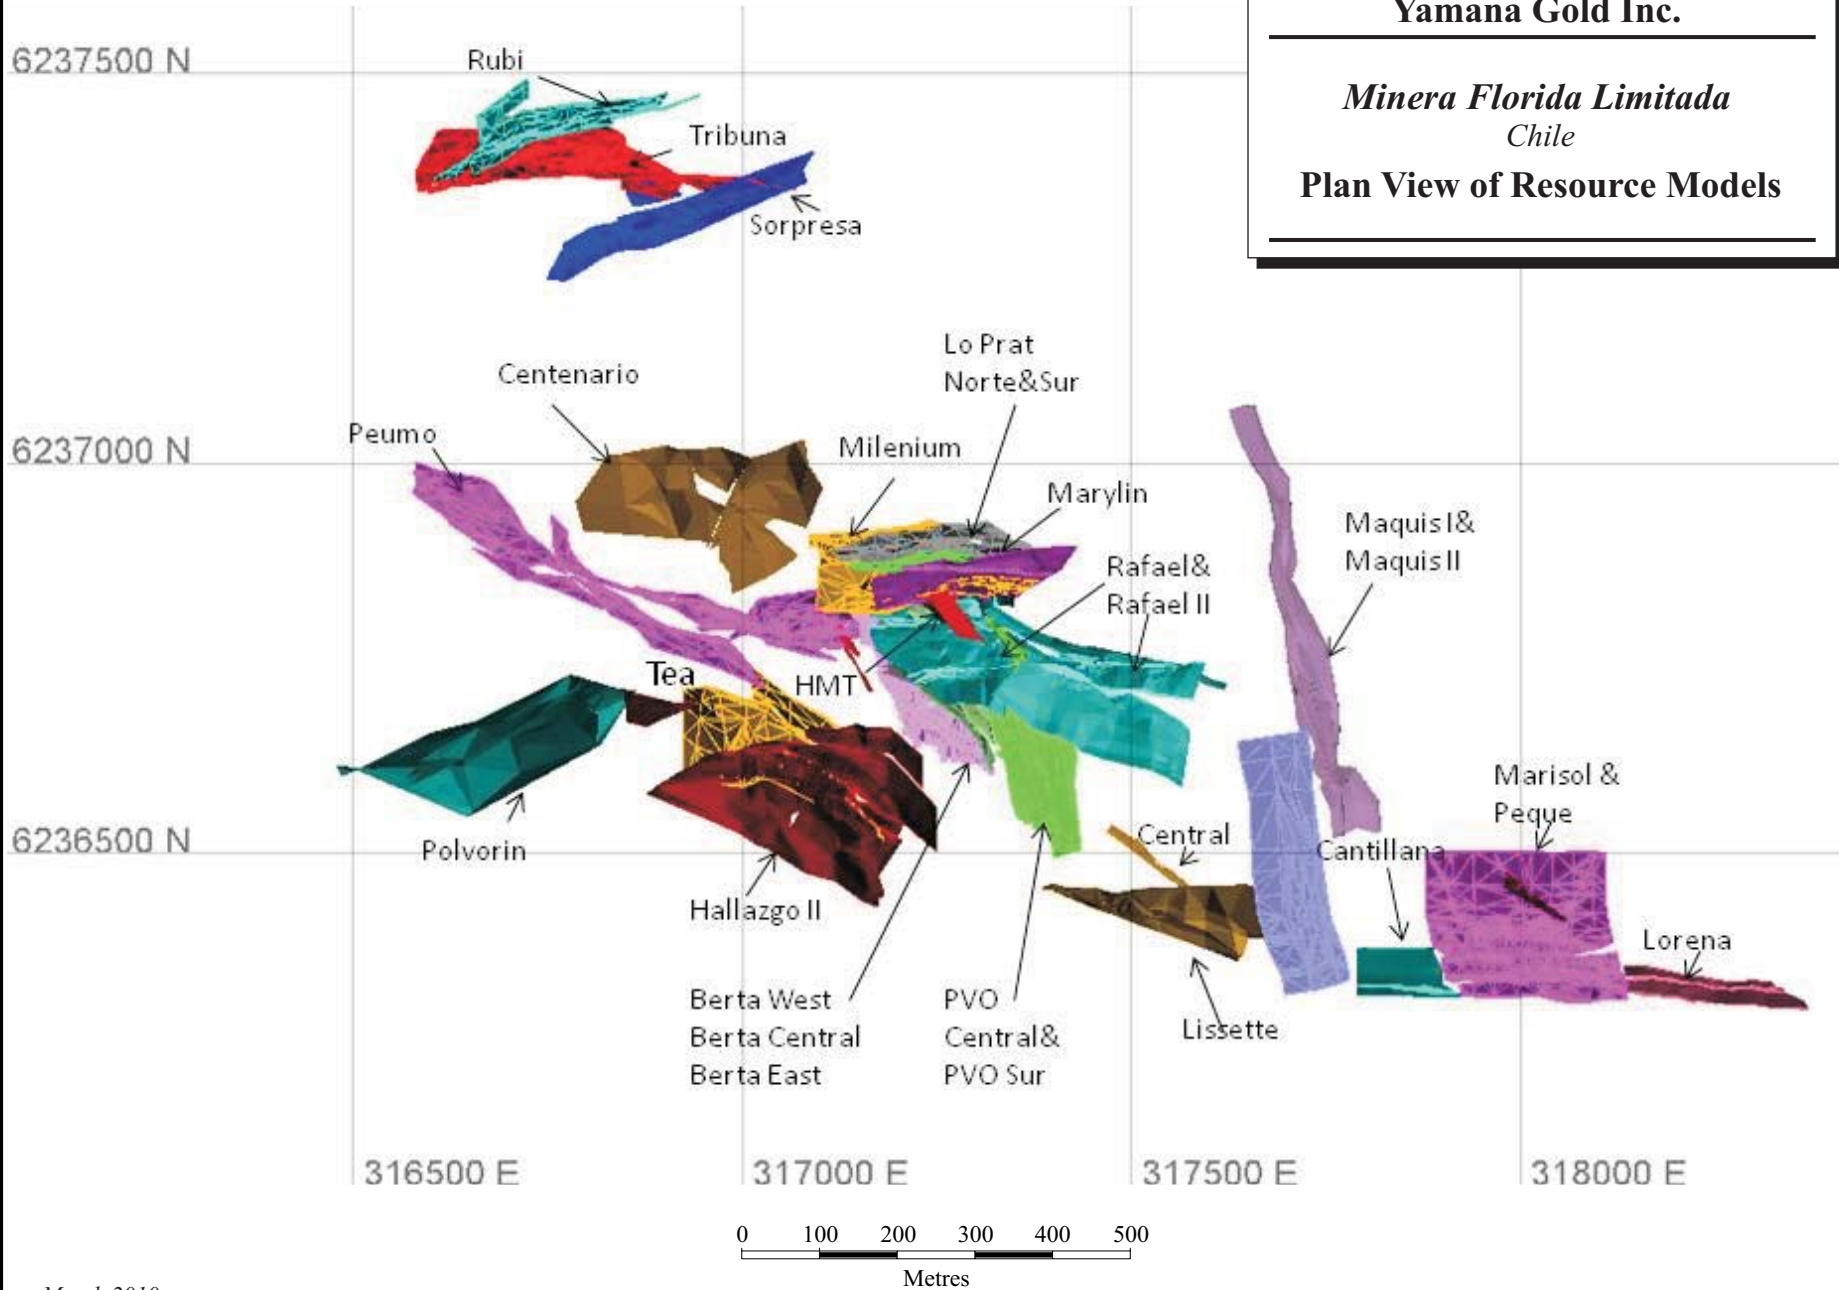 Yamana Gold Inc.
Minera Florida Limitada
Chile
Plan View of Resource Models
6237500 N
Rubi
Tribuna
Sorpresa
Lo Prat
Norte&Sur
Centenario
Peumo
6237000 N
Milenium
Marylin
Maquis I&
Maquis II
Rafael&
Rafael II
Tea
HMT
Marisol &
Peque
6236500 N
Polvorin
Central
Cantillana
Hallazgo II
Lorena
Berta West
Berta Central
Berta East
PVO
Central&
PVO Sur
Lissette
316500 E
317000 E
317500 E
318000 E
0 100 200 300 400 500
Metres